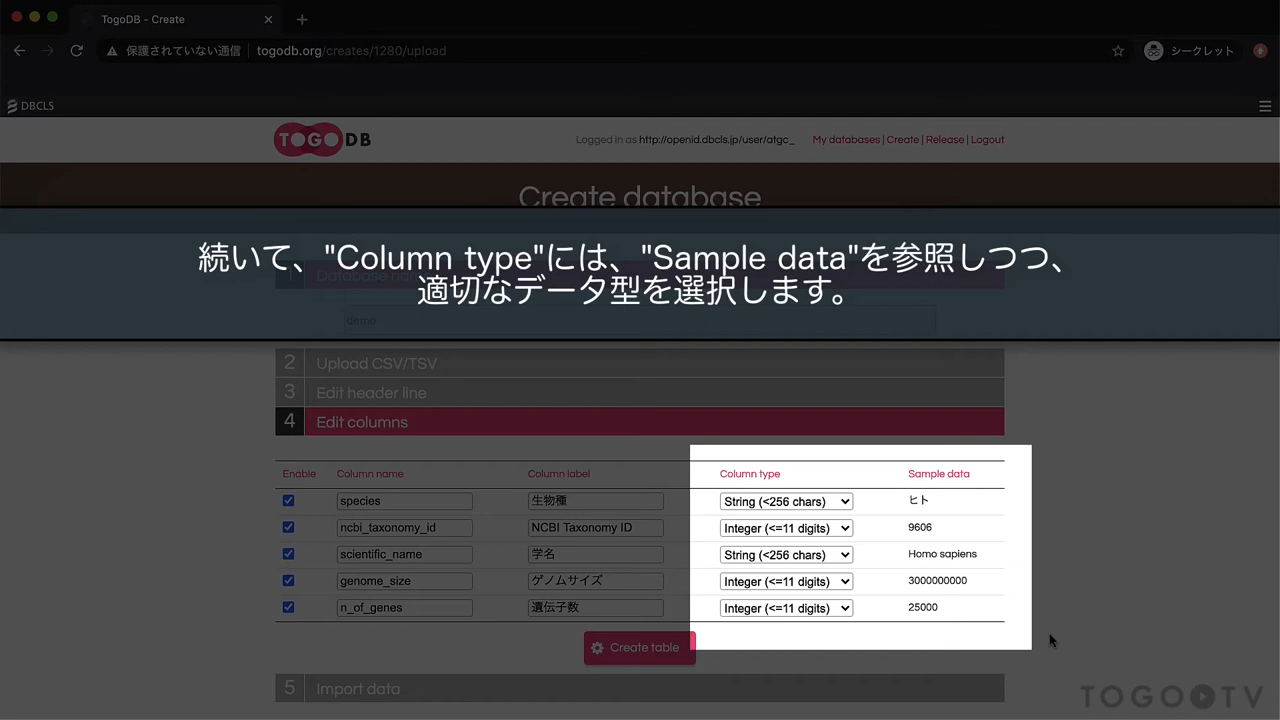 TogoDB - Create
保護されていない通信 togodb.org/creates/1280/upload シークレット
DBCLS
TOGODB
Logged in as http://openid.dbcls.jp/user/atgc_ My databases | Create | Release | Logout
Create database
続いて、"Column type"には、"Sample data"を参照しつつ、
適切なデータ型を選択します。
1 Database name
demo
2 Upload CSV/TSV
3 Edit header line
4 Edit columns
Enable Column name Column label Column type Sample data
species 生物種 String (<256 chars) ヒト
ncbi_taxonomy_id NCBI Taxonomy ID Integer (<=11 digits) 9606
scientific_name 学名 String (<256 chars) Homo sapiens
genome_size ゲノムサイズ Integer (<=11 digits) 3000000000
n_of_genes 遺伝子数 Integer (<=11 digits) 25000
Create table
5 Import data
TOGO TV